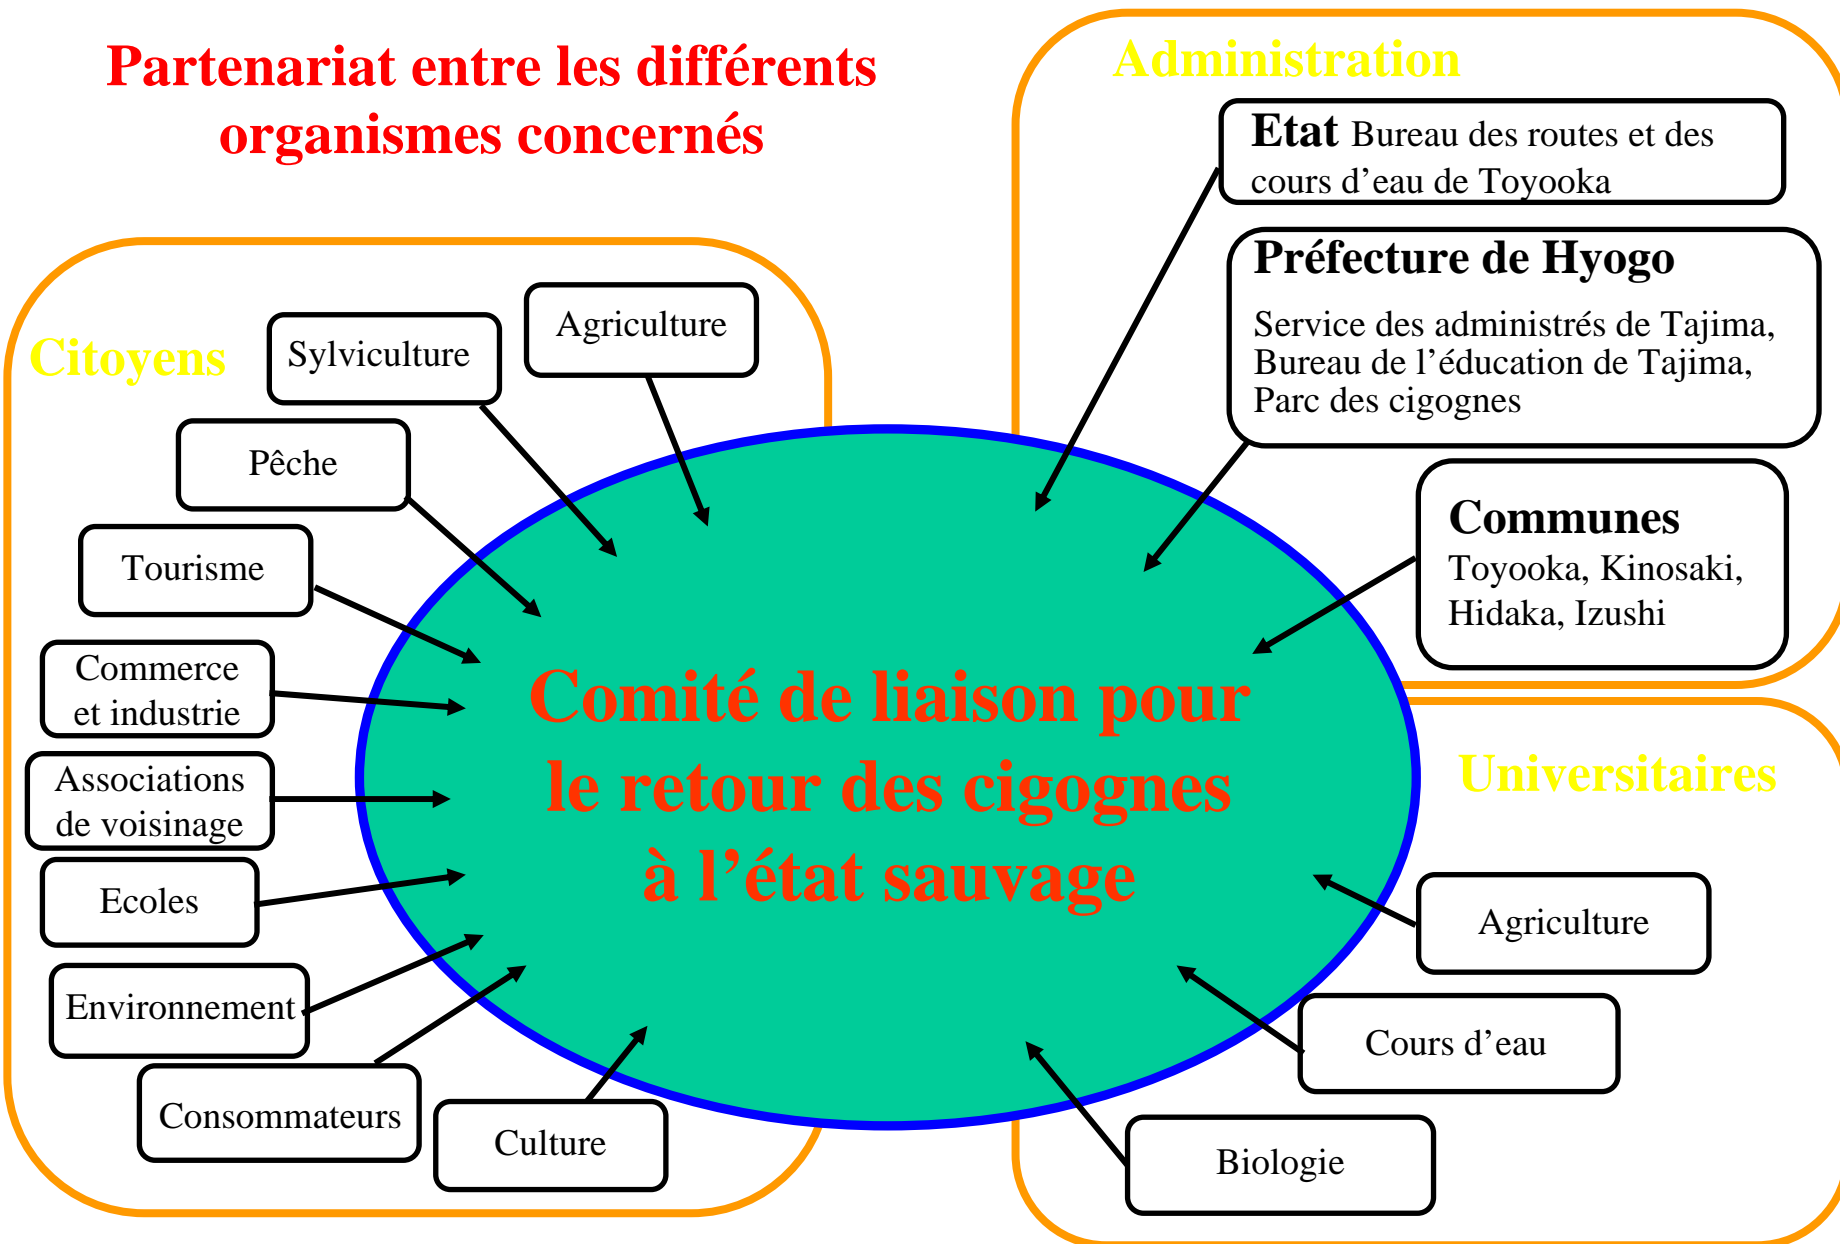 Partenariat entre les différents
organismes concernés
Administration
Etat Bureau des routes et des
cours d’eau de Toyooka
Préfecture de Hyogo
Service des administrés de Tajima,
Bureau de l’éducation de Tajima,
Parc des cigognes
Communes
Toyooka, Kinosaki,
Hidaka, Izushi
Citoyens
Agriculture
Sylviculture
Pêche
Tourisme
Commerce
et industrie
Associations
de voisinage
Ecoles
Environnement
Consommateurs
Culture
Comité de liaison pour
le retour des cigognes
à l’état sauvage
Universitaires
Agriculture
Cours d’eau
Biologie